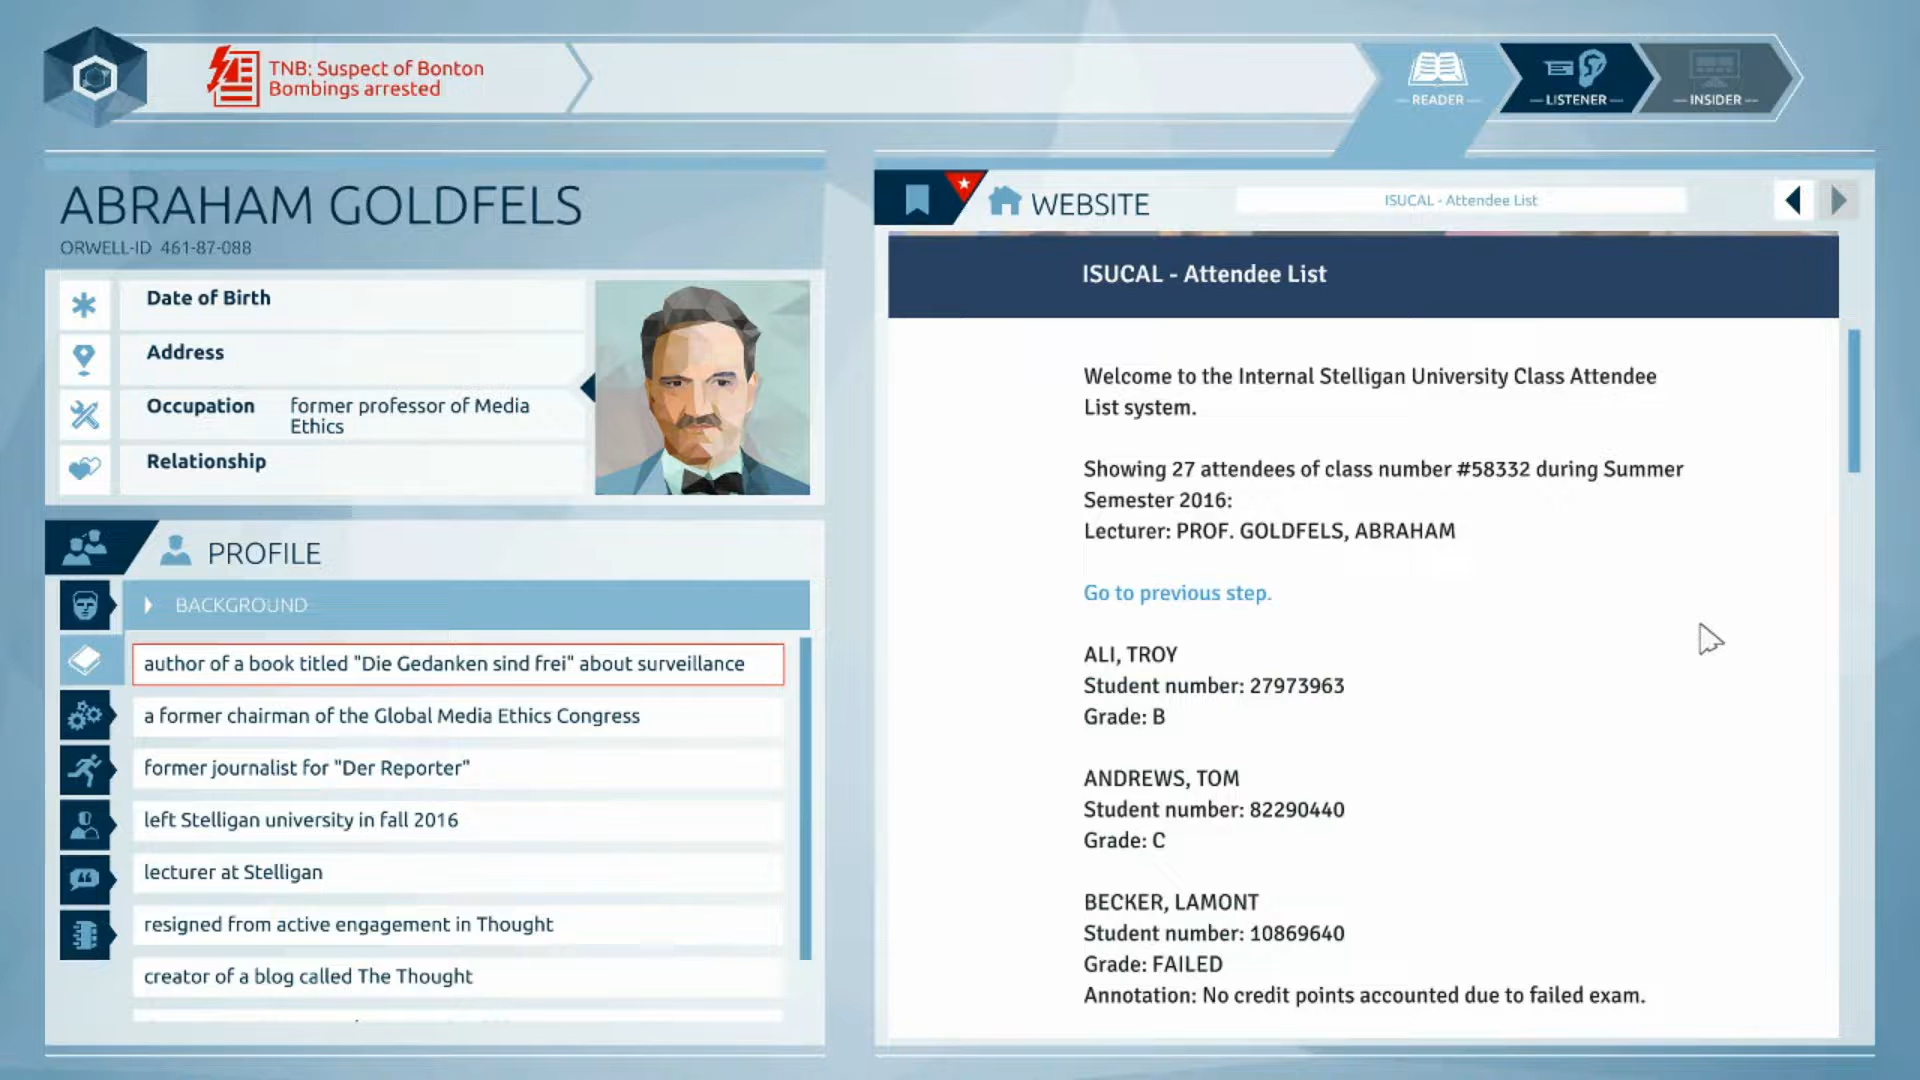 TNB: Suspect of Bonton
Bombings arrested
READER
LISTENER
INSIDER
ABRAHAM GOLDFELS
ORWELL-ID 461-87-088
Date of Birth
Address
Occupation former professor of Media
Ethics
Relationship
PROFILE
BACKGROUND
author of a book titled "Die Gedanken sind frei" about surveillance
a former chairman of the Global Media Ethics Congress
former journalist for "Der Reporter"
left Stelligan university in fall 2016
lecturer at Stelligan
resigned from active engagement in Thought
creator of a blog called The Thought
WEBSITE
ISUCAL - Attendee List
ISUCAL - Attendee List
Welcome to the Internal Stelligan University Class Attendee
List system.
Showing 27 attendees of class number #58332 during Summer
Semester 2016:
Lecturer: PROF. GOLDFELS, ABRAHAM
Go to previous step.
ALI, TROY
Student number: 27973963
Grade: B
ANDREWS, TOM
Student number: 82290440
Grade: C
BECKER, LAMONT
Student number: 10869640
Grade: FAILED
Annotation: No credit points accounted due to failed exam.